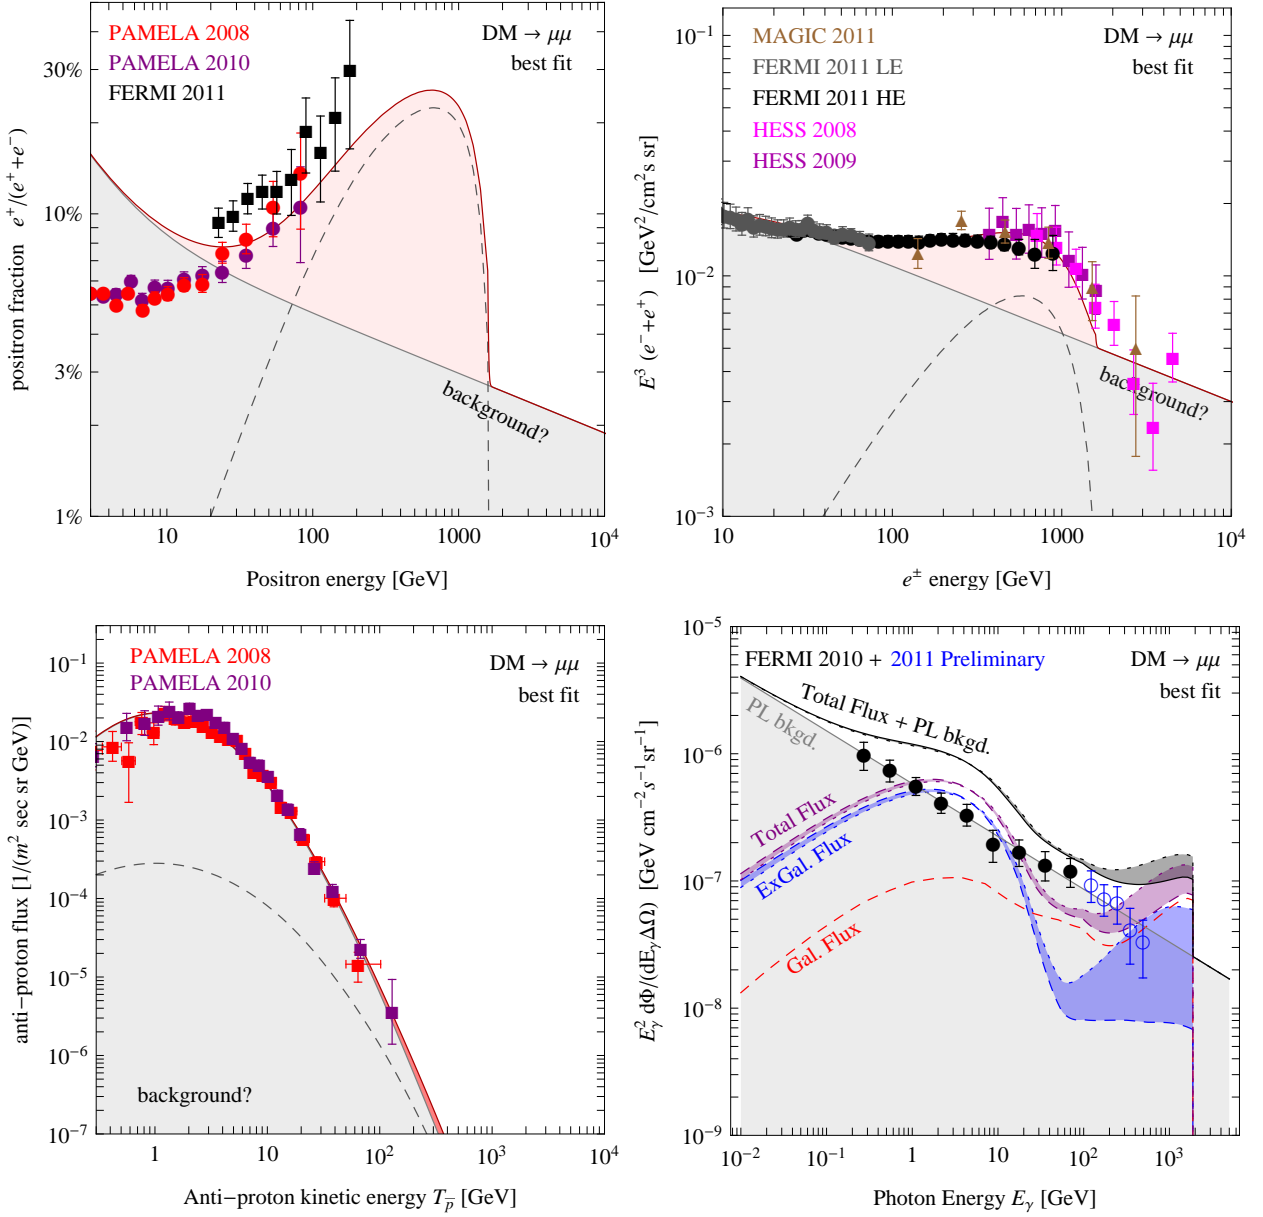 PAMELA 2008
PAMELA 2010
FERMI 2011
DM → μμ
best fit
background?
30%
10%
3%
1%
positron fraction e⁺/(e⁺+e⁻)
10 100 1000 10⁴
Positron energy [GeV]
MAGIC 2011
FERMI 2011 LE
FERMI 2011 HE
HESS 2008
HESS 2009
DM → μμ
best fit
background?
10⁻¹
10⁻²
10⁻³
E³ (e⁻+e⁺) [GeV²/cm²s sr]
10 100 1000 10⁴
e± energy [GeV]
PAMELA 2008
PAMELA 2010
DM → μμ
best fit
background?
10⁻¹
10⁻²
10⁻³
10⁻⁴
10⁻⁵
10⁻⁶
10⁻⁷
anti−proton flux [1/(m² sec sr GeV)]
1 10 10² 10³ 10⁴
Anti−proton kinetic energy T_p̅ [GeV]
FERMI 2010 + 2011 Preliminary
DM → μμ
best fit
Total Flux + PL bkgd.
PL bkgd.
Total Flux
ExGal. Flux
Gal. Flux
10⁻⁵
10⁻⁶
10⁻⁷
10⁻⁸
10⁻⁹
E_γ² dΦ/(dE_γΔΩ) [GeV cm⁻² s⁻¹ sr⁻¹]
10⁻² 10⁻¹ 1 10 10² 10³
Photon Energy E_γ [GeV]